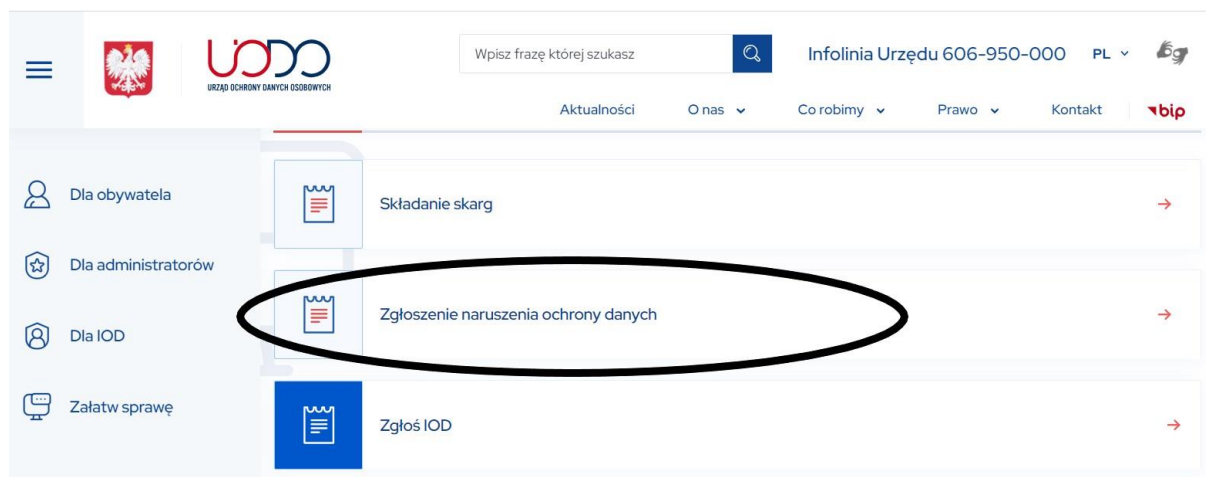 UODO
URZĄD OCHRONY DANYCH OSOBOWYCH
Wpisz frazę której szukasz
Infolinia Urzędu 606-950-000
PL
Aktualności
O nas
Co robimy
Prawo
Kontakt
bip
Dla obywatela
Dla administratorów
Dla IOD
Załatw sprawę
Składanie skarg
Zgłoszenie naruszenia ochrony danych
Zgłoś IOD